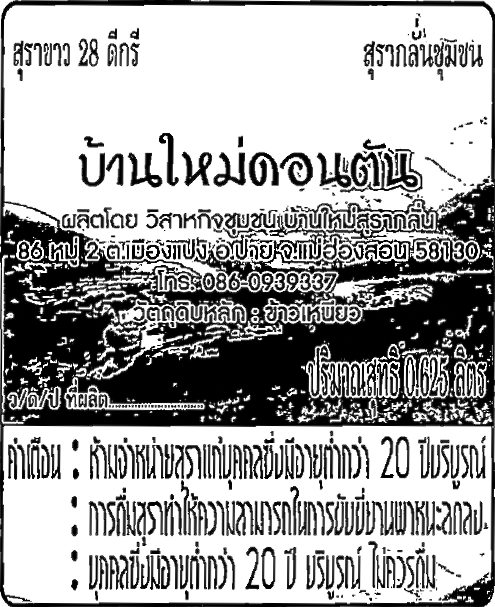 สุราขาว 28 ดีกรี
สุรากลั่นชุมชน
บ้านใหม่ดอนตัน
ผลิตโดย วิสาหกิจชุมชน บ้านใหม่สุรากลั่น
86 หมู่ 2 ต.เมืองแปง อ.ปาย จ.แม่ฮ่องสอน 58130
โทร. 086-0939337
วัตถุดิบหลัก : ข้าวเหนียว
ปริมาณสุทธิ 0.625 ลิตร
ว/ด/ป ที่ผลิต........................
คำเตือน : ห้ามจำหน่ายสุราแก่บุคคลซึ่งมีอายุต่ำกว่า 20 ปีบริบูรณ์
: การดื่มสุราทำให้ความสามารถในการขับขี่ยานพาหนะลดลง
: บุคคลซึ่งมีอายุต่ำกว่า 20 ปี บริบูรณ์ ไม่ควรดื่ม